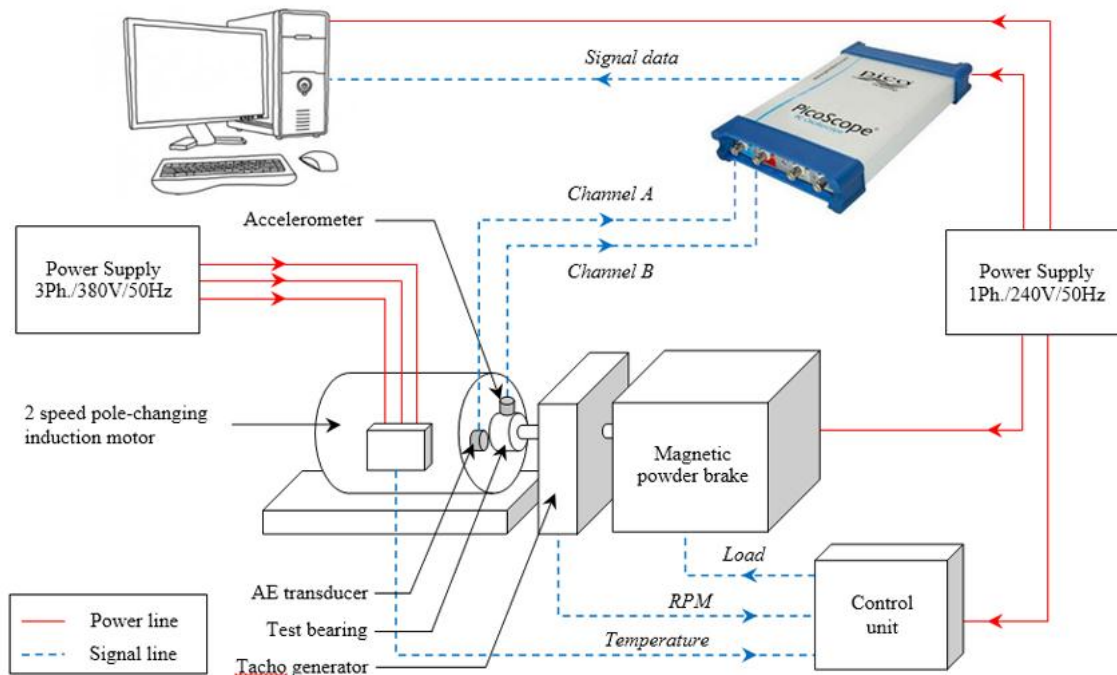 Signal data
pico
PicoScope®
Channel A
Accelerometer
Channel B
Power Supply
3Ph./380V/50Hz
Power Supply
1Ph./240V/50Hz
2 speed pole-changing
induction motor
Magnetic
powder brake
Load
AE transducer
RPM
Control
unit
Power line
Test bearing
Signal line
Temperature
Tacho generator